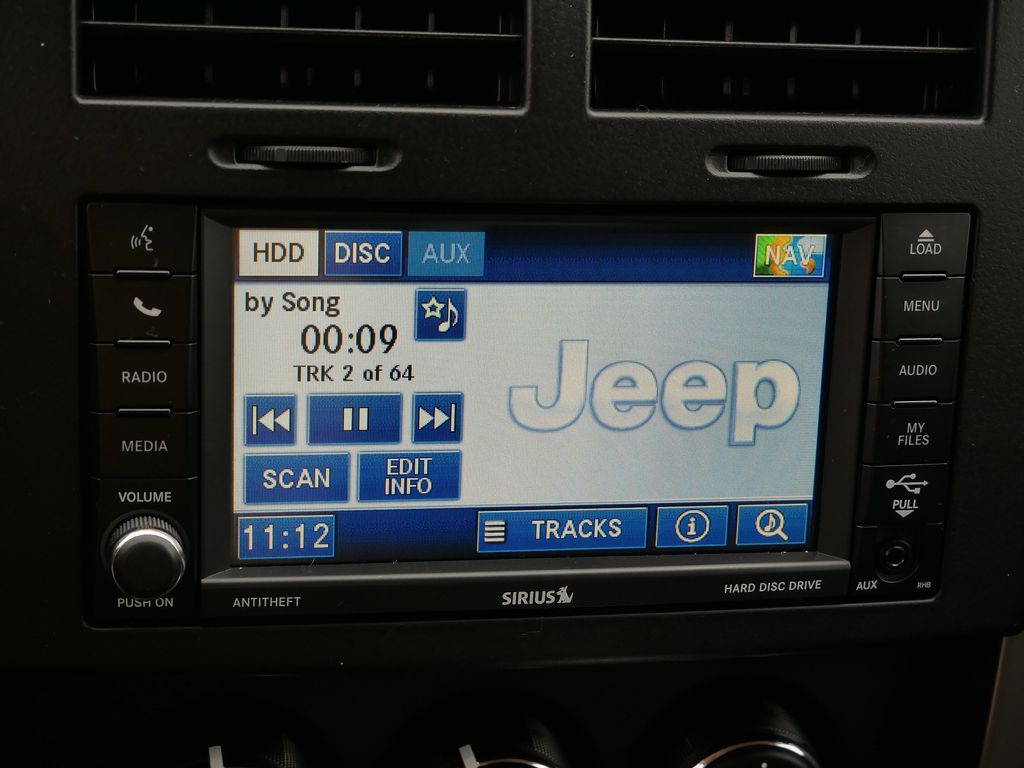 HDD DISC AUX NAV
by Song
00:09
TRK 2 of 64
SCAN
EDIT
INFO
Jeep
11:12
TRACKS
RADIO
MEDIA
VOLUME
PUSH ON
LOAD
MENU
AUDIO
MY
FILES
PULL
AUX
RHB
ANTITHEFT
SIRIUS
HARD DISC DRIVE